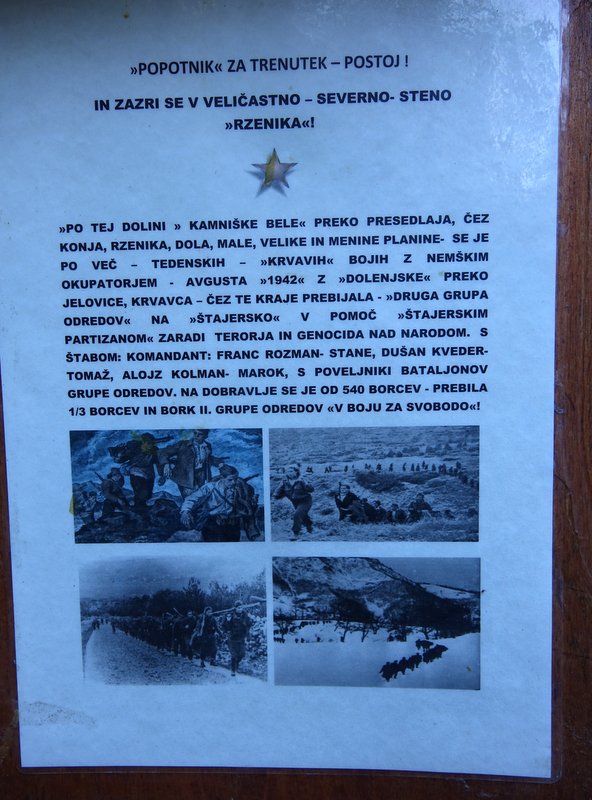 »POPOTNIK« ZA TRENUTEK – POSTOJ !
IN ZAZRI SE V VELIČASTNO – SEVERNO- STENO
»RZENIKA«!
»PO TEJ DOLINI » KAMNIŠKE BELE« PREKO PRESEDLAJA, ČEZ
KONJA, RZENIKA, DOLA, MALE, VELIKE IN MENINE PLANINE- SE JE
PO VEČ – TEDENSKIH – »KRVAVIH« BOJIH Z NEMŠKIM
OKUPATORJEM - AVGUSTA »1942« Z »DOLENJSKE« PREKO
JELOVICE, KRVAVCA – ČEZ TE KRAJE PREBIJALA - »DRUGA GRUPA
ODREDOV« NA »ŠTAJERSKO« V POMOČ »ŠTAJERSKIM
PARTIZANOM« ZARADI TERORJA IN GENOCIDA NAD NARODOM. S
ŠTABOM: KOMANDANT: FRANC ROZMAN- STANE, DUŠAN KVEDER-
TOMAŽ, ALOJZ KOLMAN- MAROK, S POVELJNIKI BATALJONOV
GRUPE ODREDOV. NA DOBRAVLJE SE JE OD 540 BORCEV - PREBILA
1/3 BORCEV IN BORK II. GRUPE ODREDOV «V BOJU ZA SVOBODO«!